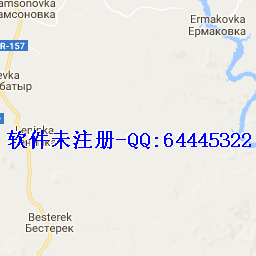 amsonovka
АМСОНОВКА
Ermakovka
Ермаковка
R-157
evka
батыр
软件未注册-QQ:64445322
Besterek
Бестерек